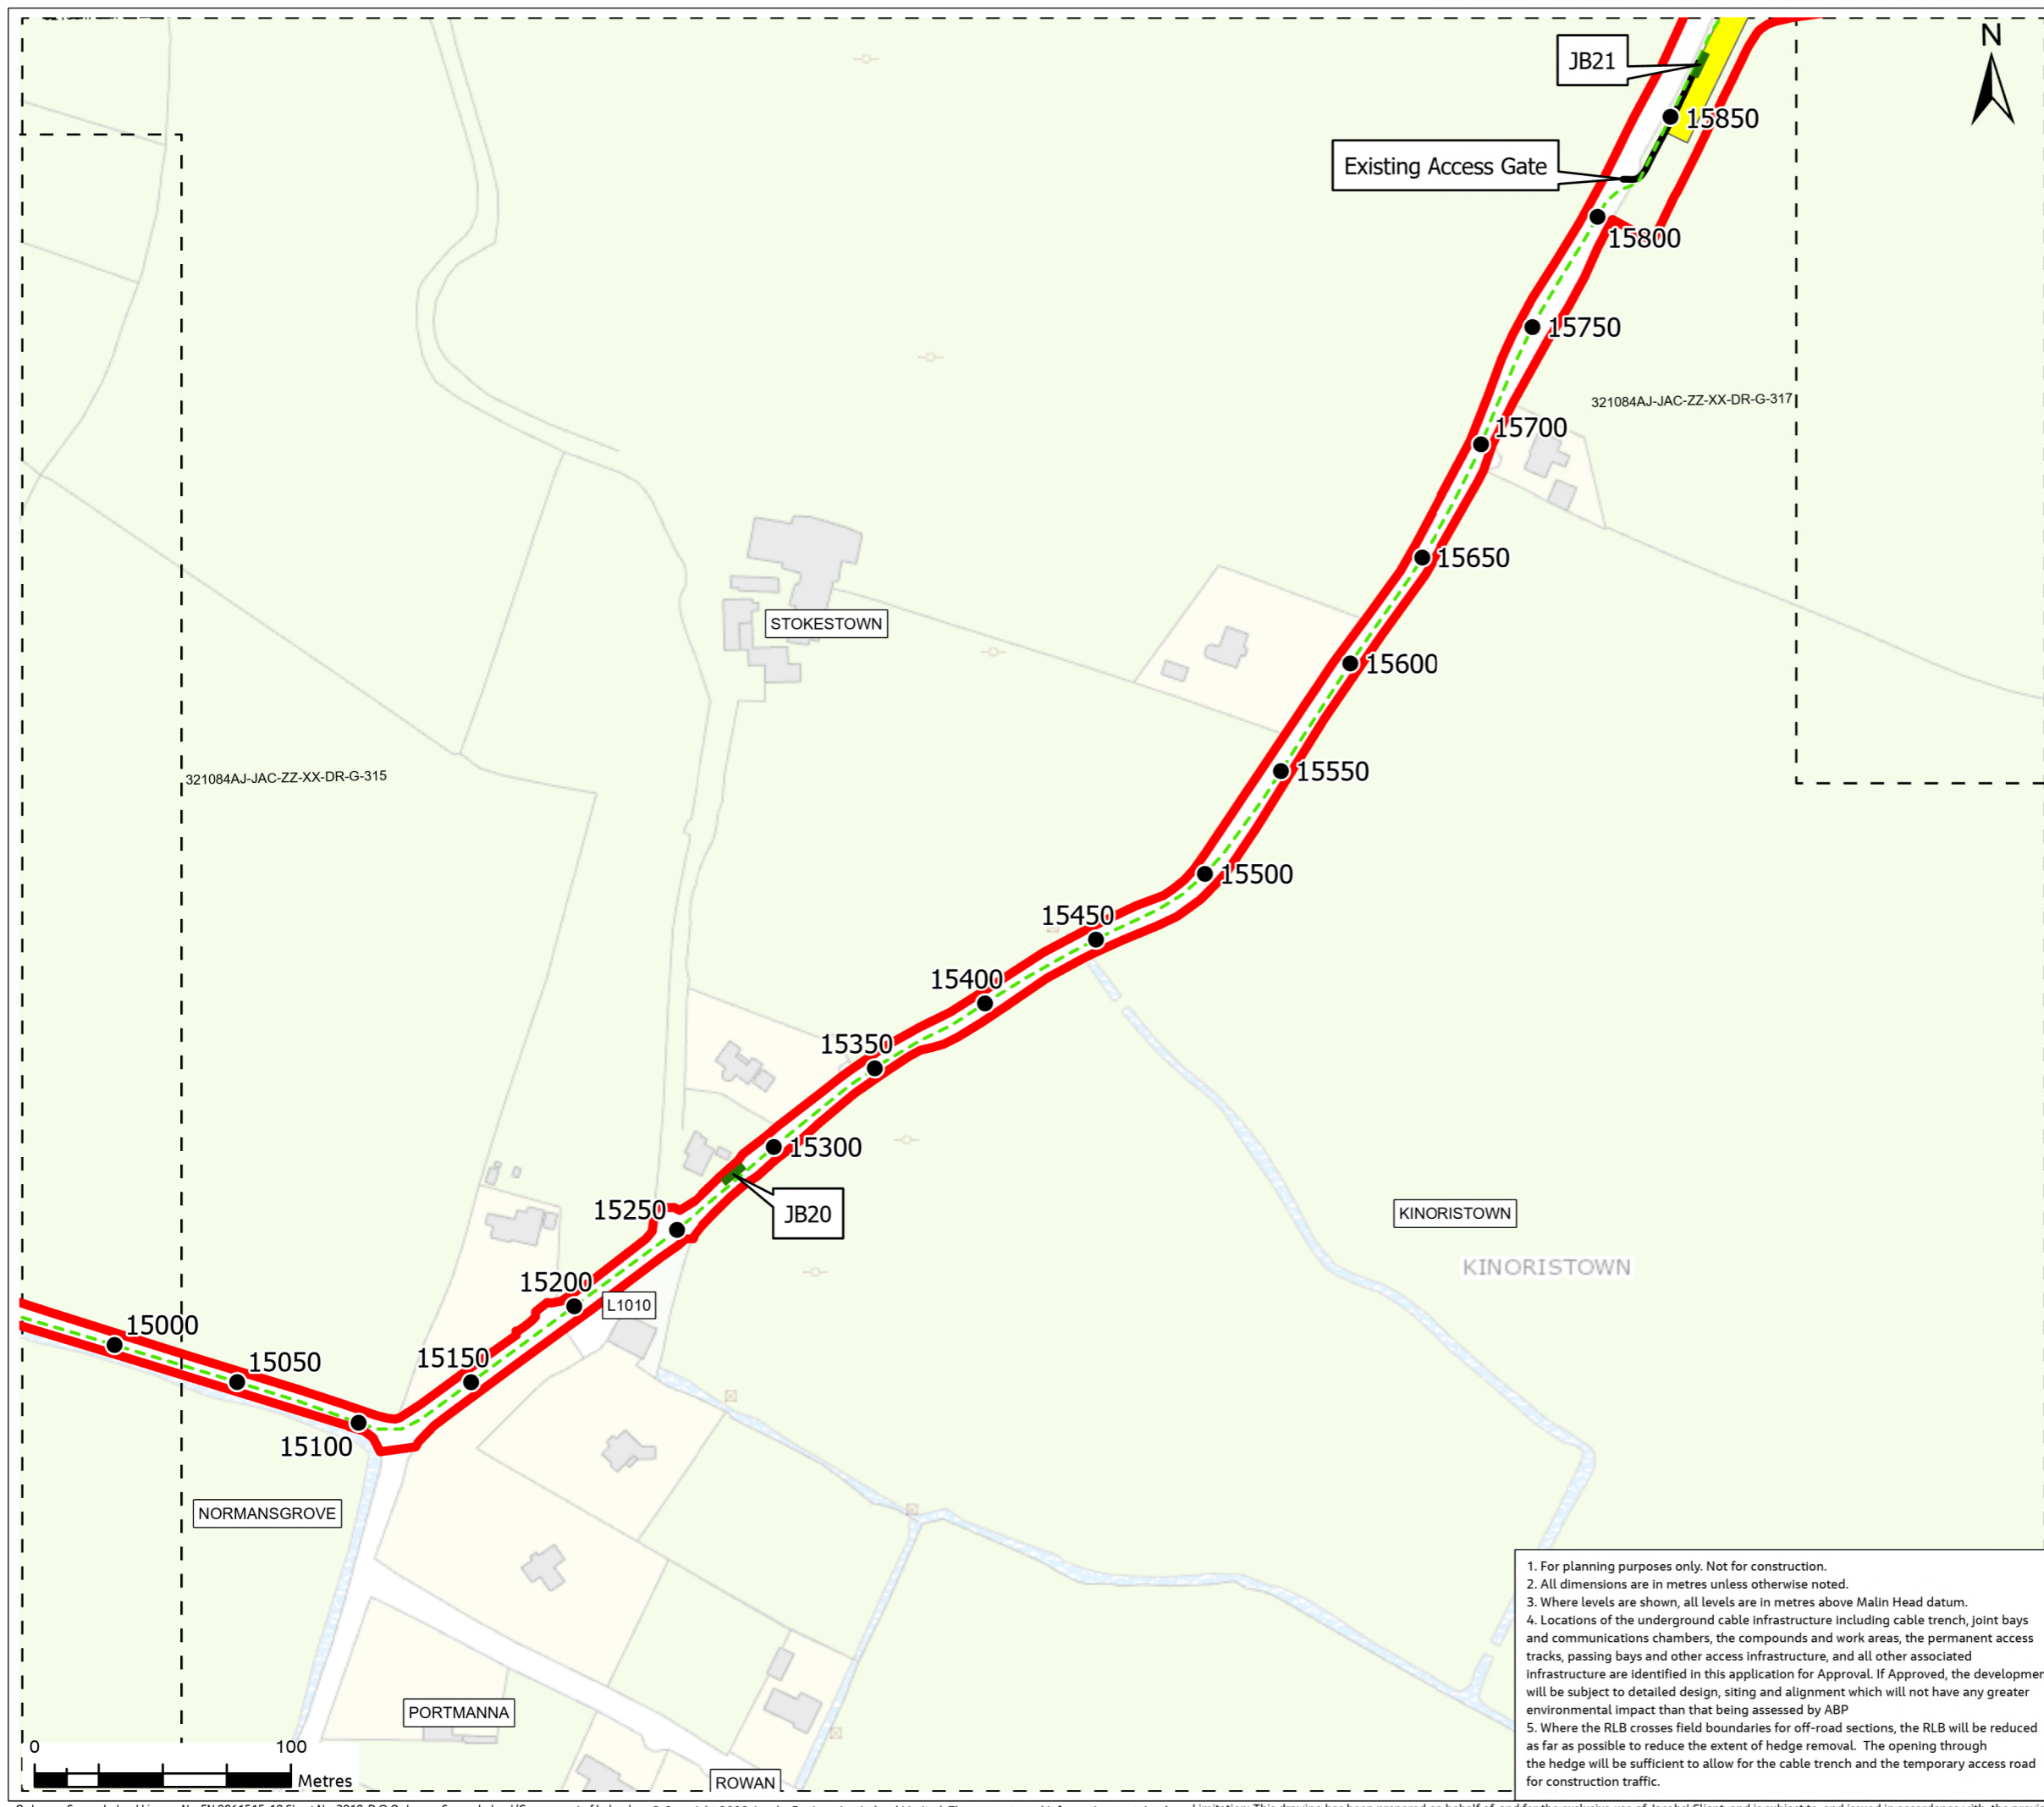 N
JB21
15850
Existing Access Gate
15800
15750
321084AJ-JAC-ZZ-XX-DR-G-317
15700
15650
STOKESTOWN
15600
321084AJ-JAC-ZZ-XX-DR-G-315
15550
15500
15450
15400
15350
15300
15250
JB20
KINORISTOWN
KINORISTOWN
15200
L1010
15000
15050
15150
15100
NORMANSGROVE
PORTMANNA
ROWAN
0 100
Metres
1. For planning purposes only. Not for construction.
2. All dimensions are in metres unless otherwise noted.
3. Where levels are shown, all levels are in metres above Malin Head datum.
4. Locations of the underground cable infrastructure including cable trench, joint bays
and communications chambers, the compounds and work areas, the permanent access
tracks, passing bays and other access infrastructure, and all other associated
infrastructure are identified in this application for Approval. If Approved, the developmen
will be subject to detailed design, siting and alignment which will not have any greater
environmental impact than that being assessed by ABP
5. Where the RLB crosses field boundaries for off-road sections, the RLB will be reduced
as far as possible to reduce the extent of hedge removal. The opening through
the hedge will be sufficient to allow for the cable trench and the temporary access road
for construction traffic.